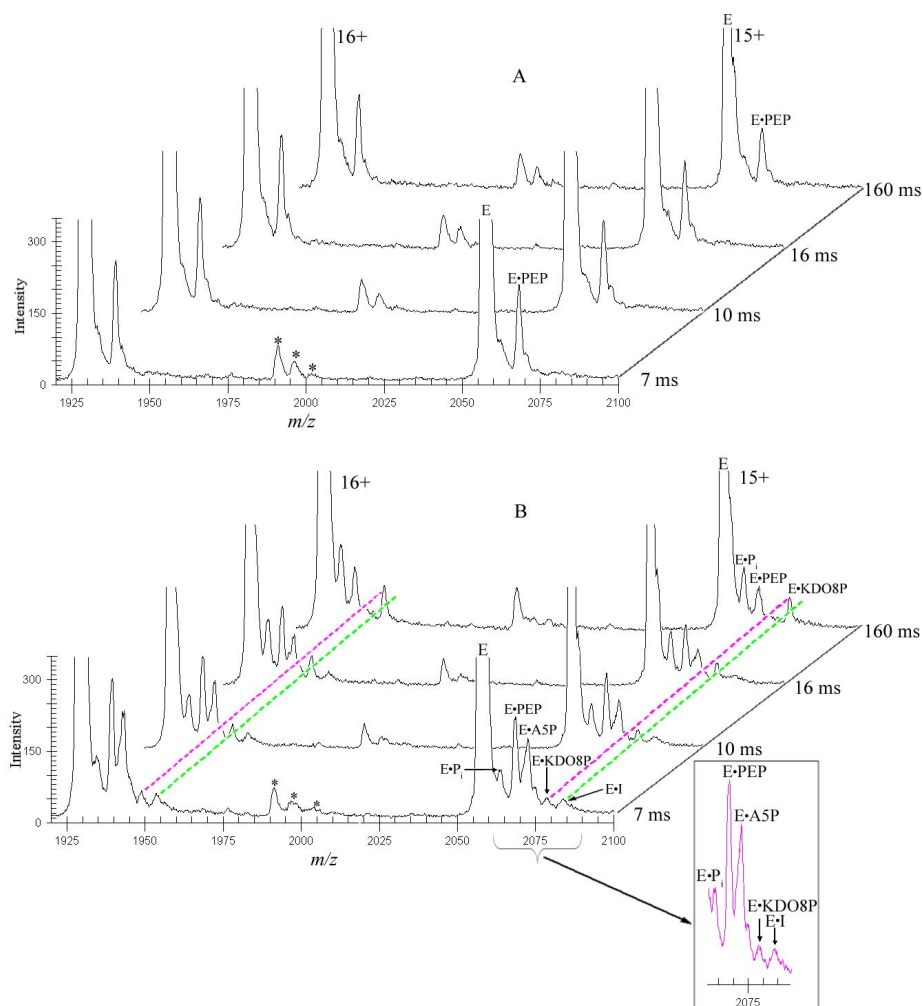 E
16+
15+
A
E•PEP
160 ms
300
E
16 ms
E•PEP
Intensity
150
10 ms
* * *
0
7 ms
1925 1950 1975 2000 2025 2050 2075 2100
m/z
E
16+
15+
B
E•Pi
E•PEP
E•KDO8P
160 ms
E
300
16 ms
E•PEP
Intensity
E•A5P
150
E•KDO8P
10 ms
E•Pi
* * *
E•I
0
7 ms
1925 1950 1975 2000 2025 2050 2075 2100
m/z
E•PEP
E•A5P
E•Pi
E•KDO8P
E•I
2075